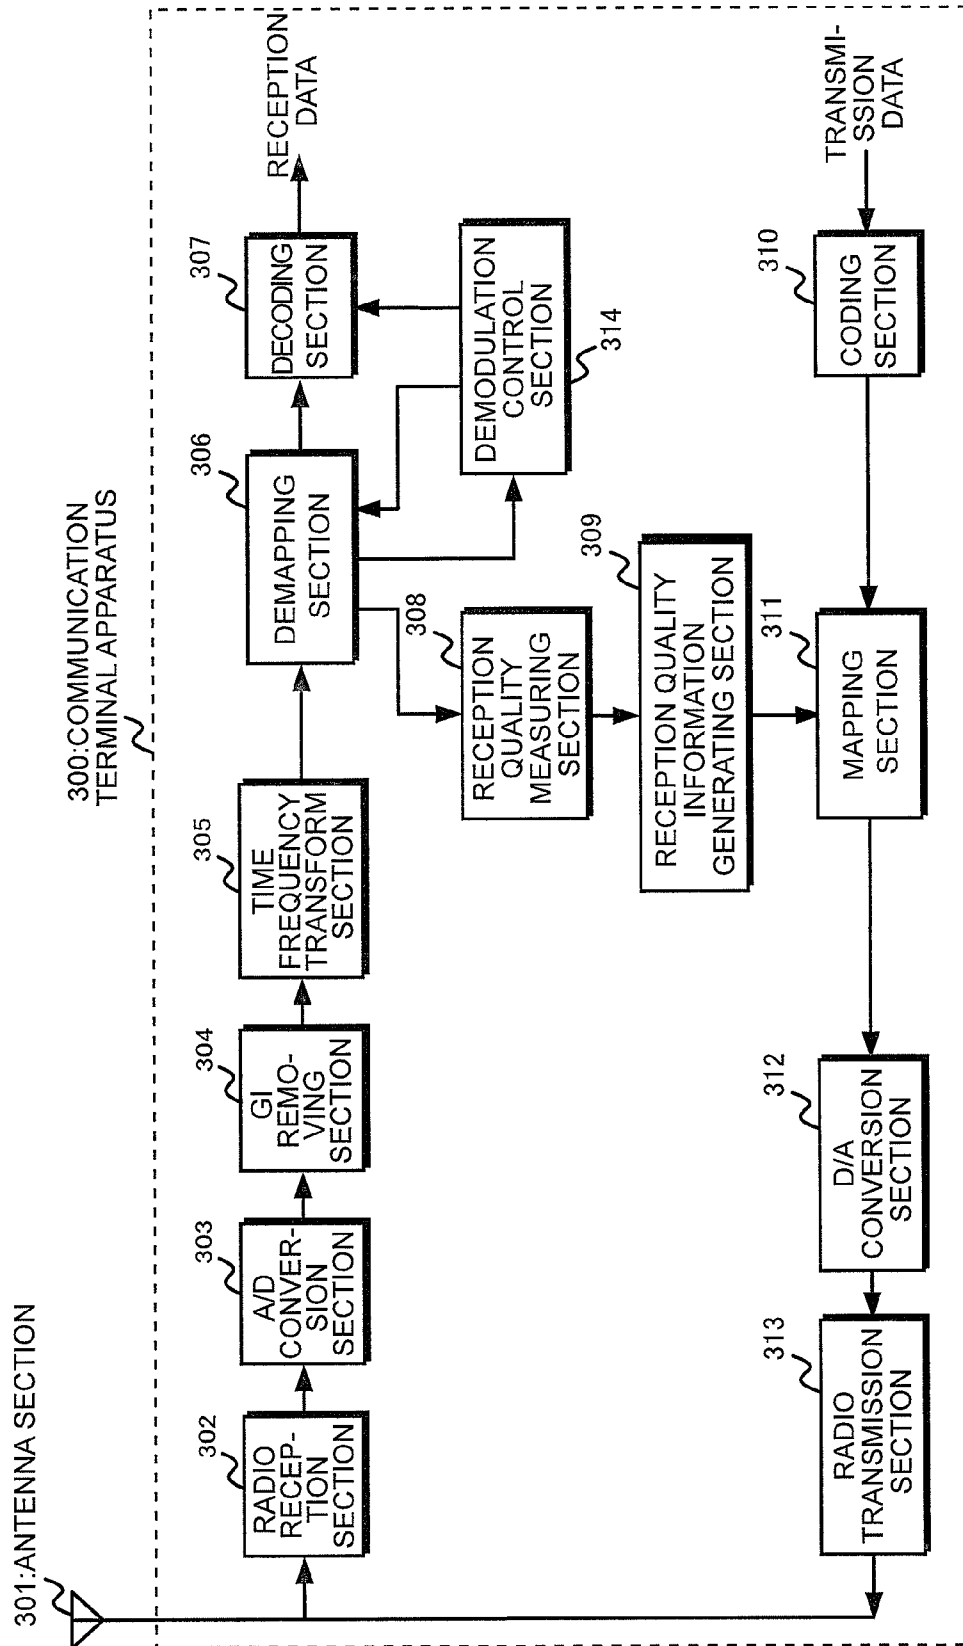 301:ANTENNA SECTION
300:COMMUNICATION
TERMINAL APPARATUS
302
RADIO
RECEP-
TION
SECTION
303
A/D
CONVER-
SION
SECTION
304
GI
REMO-
VING
SECTION
305
TIME
FREQUENCY
TRANSFORM
SECTION
306
DEMAPPING
SECTION
307
DECODING
SECTION
RECEPTION
DATA
308
RECEPTION
QUALITY
MEASURING
SECTION
DEMODULATION
CONTROL
SECTION
314
309
RECEPTION QUALITY
INFORMATION
GENERATING SECTION
313
RADIO
TRANSMISSION
SECTION
312
D/A
CONVERSION
SECTION
311
MAPPING
SECTION
310
CODING
SECTION
TRANSMI-
SSION
DATA